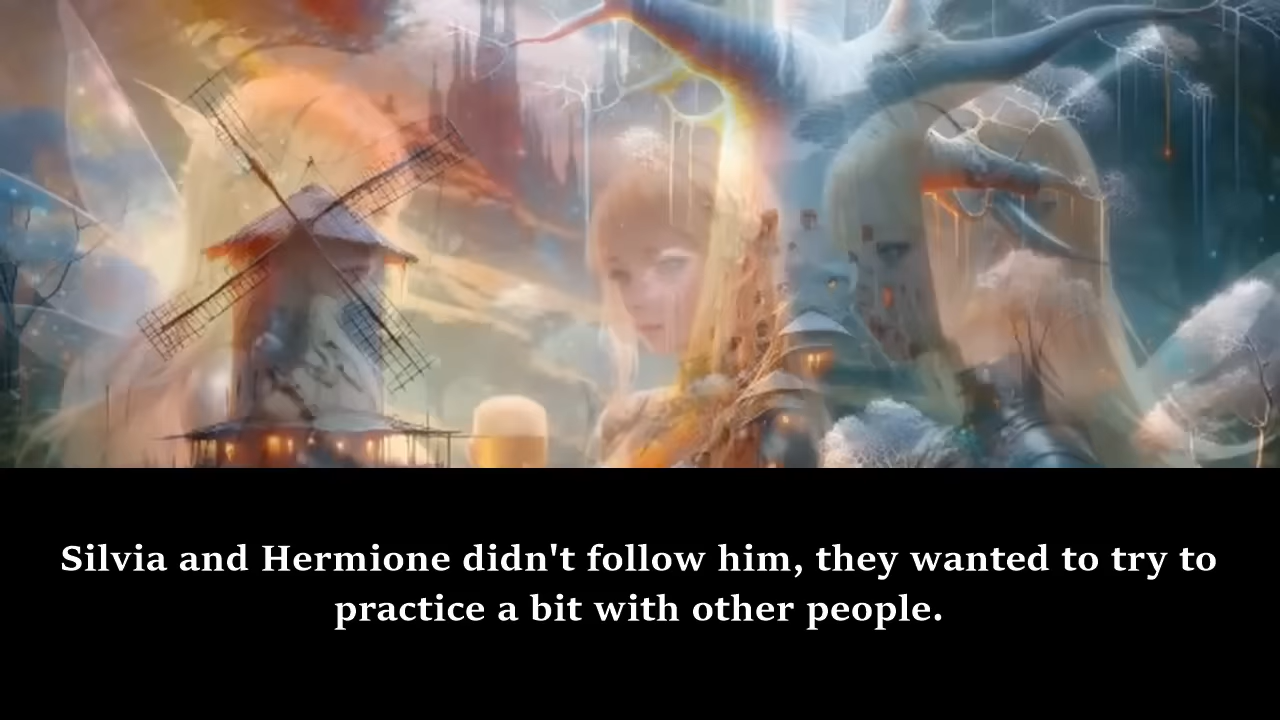 Silvia and Hermione didn't follow him, they wanted to try to
practice a bit with other people.